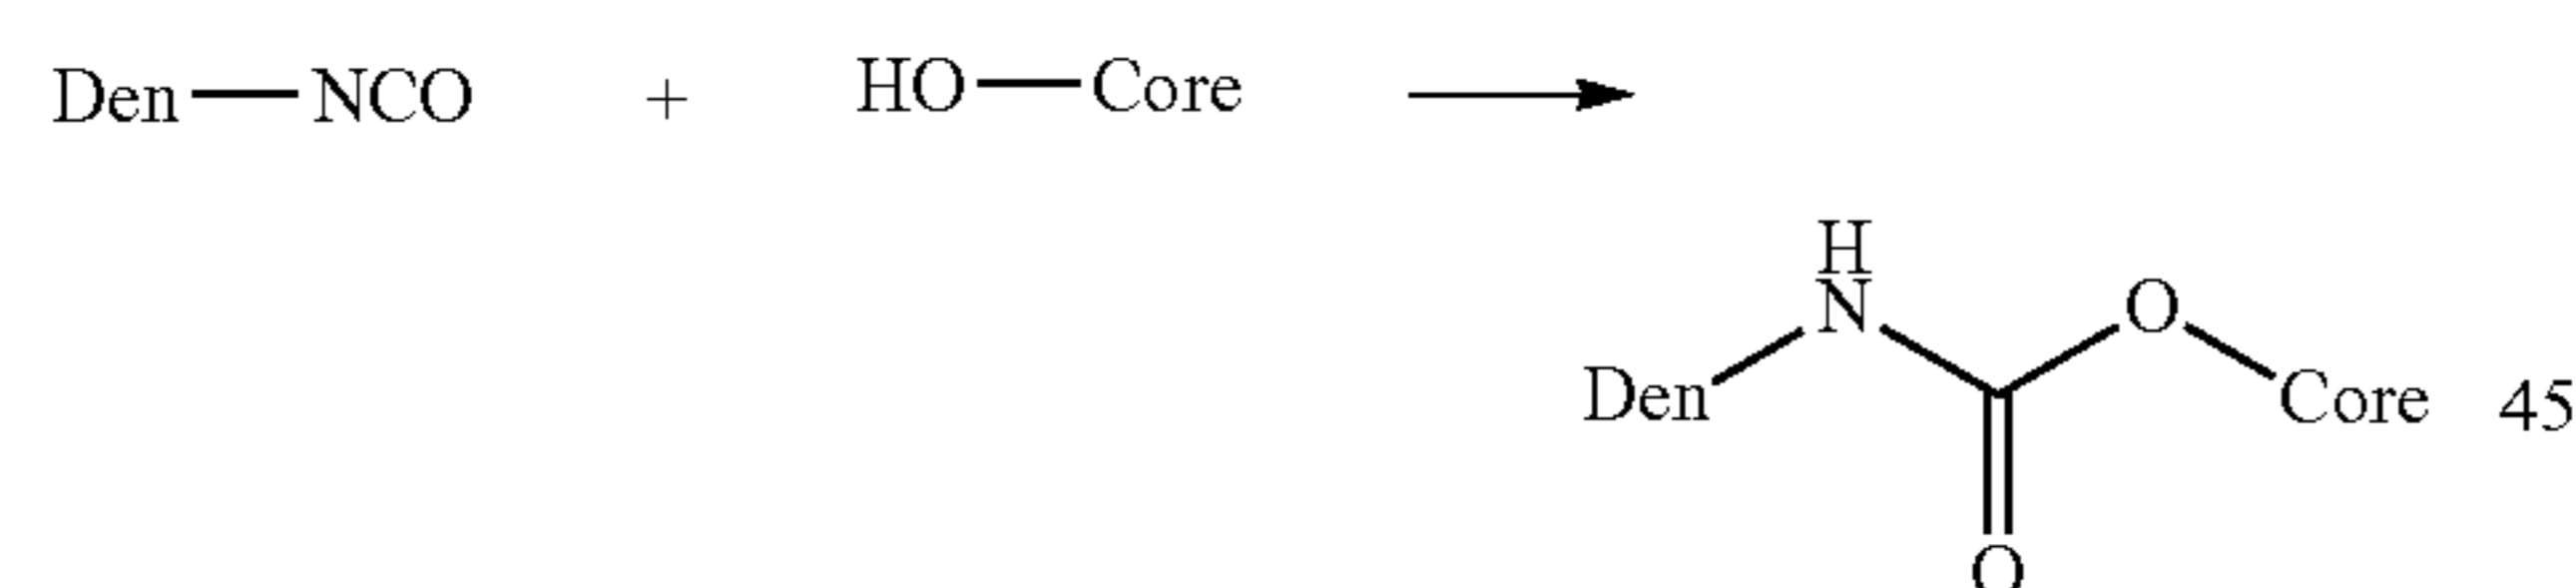 Den—NCO + HO—Core
H
N O
Den Core 45
O